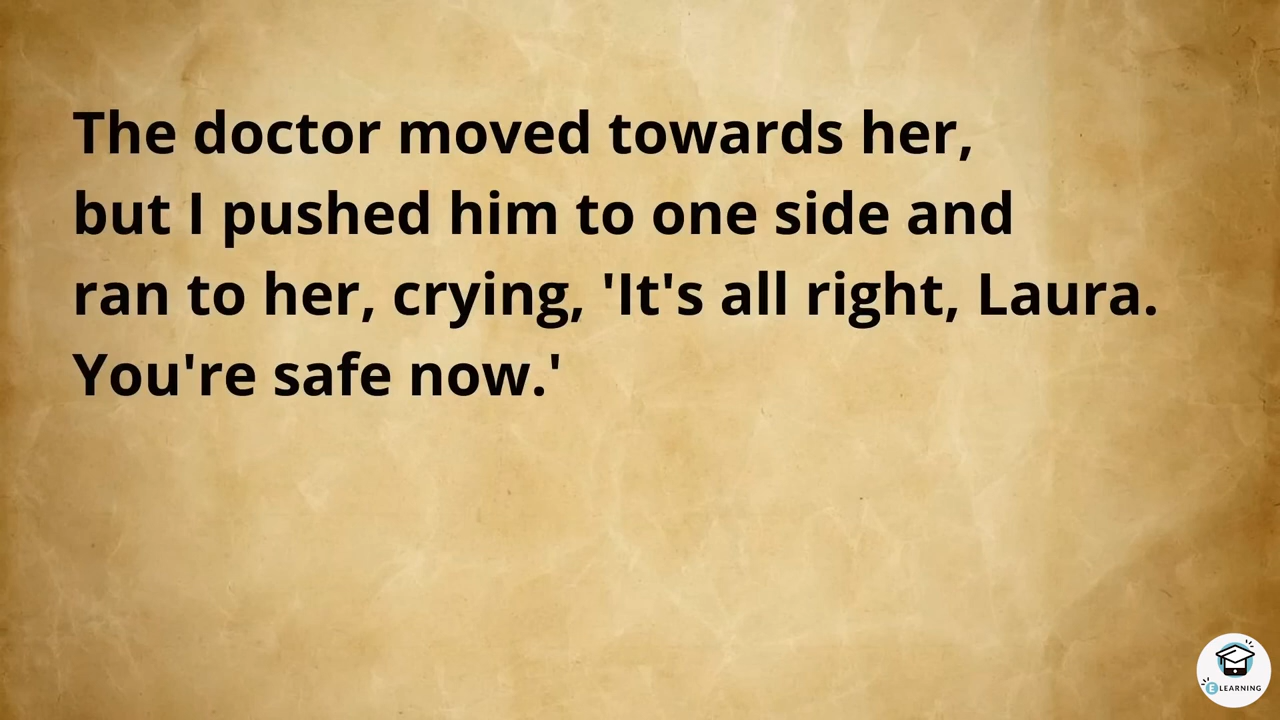 The doctor moved towards her,
but I pushed him to one side and
ran to her, crying, 'It's all right, Laura.
You're safe now.'
E LEARNING